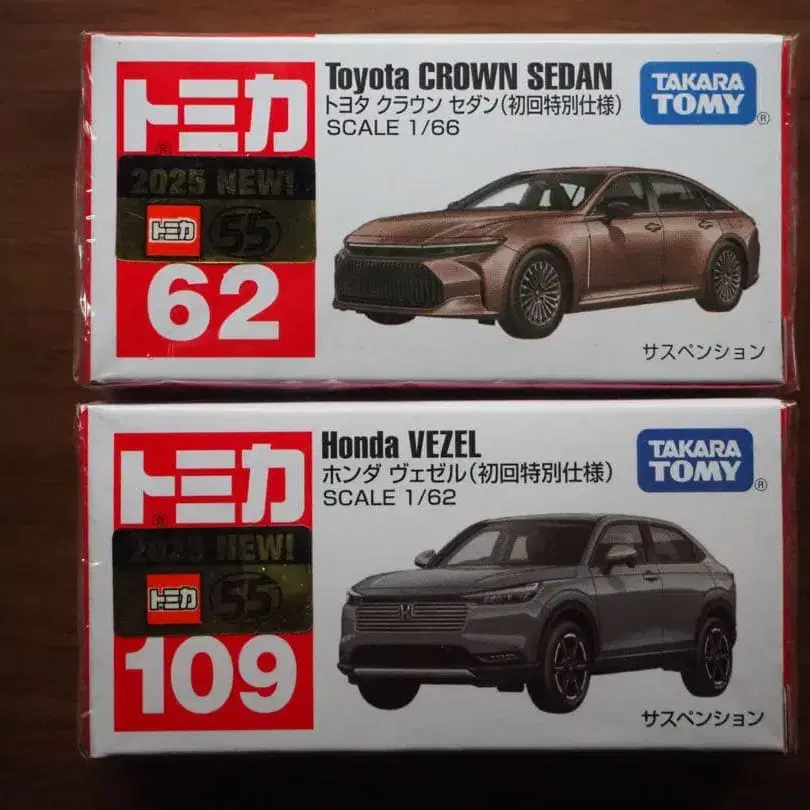 トミカ
®
2025 NEW!
トミカ 55
62
Toyota CROWN SEDAN
トヨタ クラウン セダン(初回特別仕様)
SCALE 1/66
TAKARA
TOMY
®
サスペンション
トミカ
®
2025 NEW!
トミカ 55
109
Honda VEZEL
ホンダ ヴェゼル(初回特別仕様)
SCALE 1/62
TAKARA
TOMY
®
サスペンション